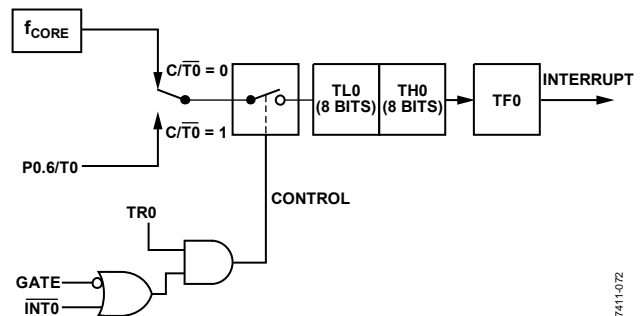 fCORE
C/T0 = 0
C/T0 = 1
P0.6/T0
TL0
(8 BITS)
TH0
(8 BITS)
TF0
INTERRUPT
CONTROL
TR0
GATE
INT0
7411-072